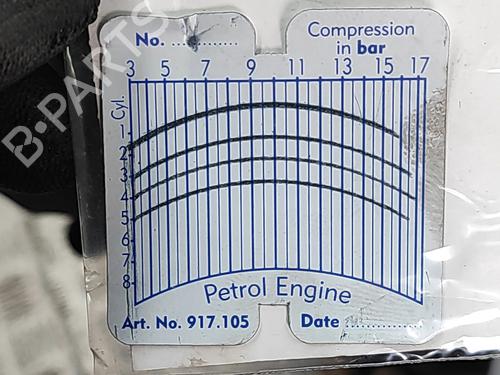 No. ............
Compression
in bar
3 5 7 9 11 13 15 17
Cyl.
1
2
3
4
5
6
7
8
Petrol Engine
Art. No. 917.105 Date ..................
B-PARTS